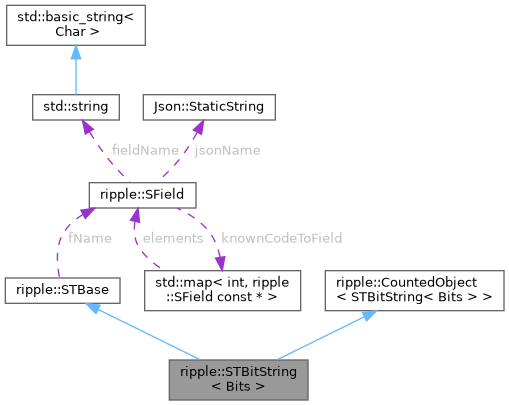 std::basic_string<
Char >
std::string
Json::StaticString
fieldName
jsonName
ripple::SField
fName
elements
knownCodeToField
ripple::STBase
std::map< int, ripple
::SField const * >
ripple::CountedObject
< STBitString< Bits > >
ripple::STBitString
< Bits >